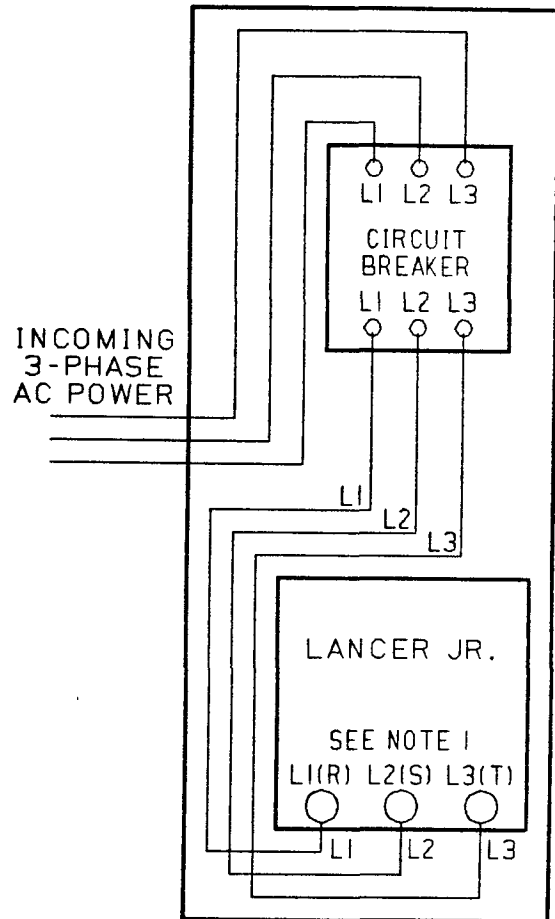 L1 L2 L3
CIRCUIT
BREAKER
L1 L2 L3
INCOMING
3-PHASE
AC POWER
L1
L2
L3
LANCER JR.
SEE NOTE 1
L1(R) L2(S) L3(T)
L1 L2 L3